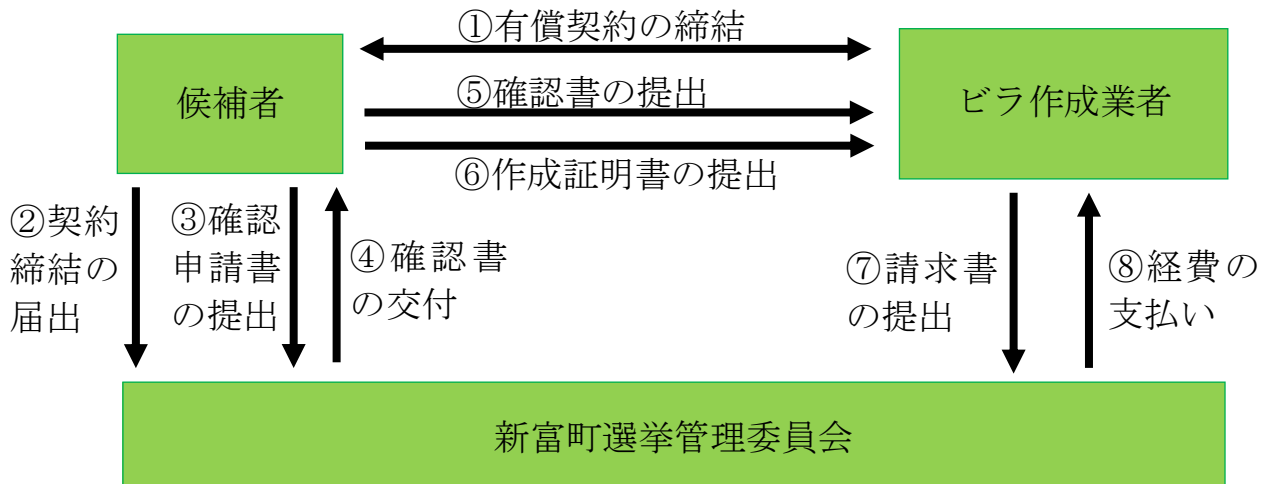 ①有償契約の締結
候補者
⑤確認書の提出
ビラ作成業者
⑥作成証明書の提出
②契約
締結の
届出
③確認
申請書
の提出
④確認書
の交付
⑦請求書
の提出
⑧経費の
支払い
新富町選挙管理委員会